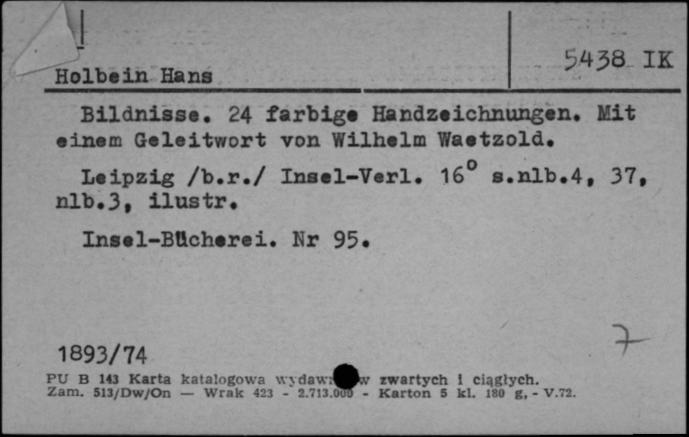 5438 IK
Holbein Hans
Bildnisse. 24 farbige Handzeichnungen. Mit
einem Geleitwort von Wilhelm Waetzold.
Leipzig /b.r./ Insel-Verl. 16° s.nlb.4, 37,
nlb.3, ilustr.
Insel-Bücherei. Nr 95.
7
1893/74
PU B 143 Karta katalogowa zwartych i ciągłych.
Zam. 513/Dw/On — Wrak 423 - 2.713.000 - Karton 5 kl. 180 g, - V.72.